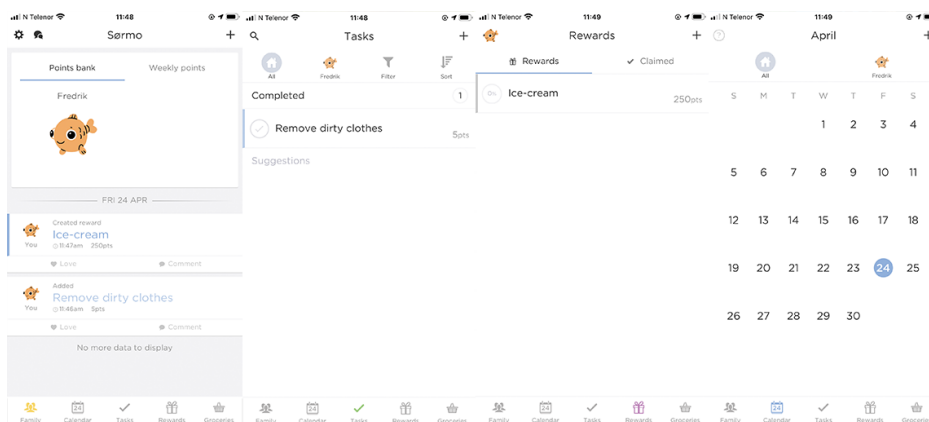 N Telenor 11:48
Sørmo
Points bank Weekly points
Fredrik
FRI 24 APR
Created reward
Ice-cream
You 11:47am 250pts
Love Comment
Added
Remove dirty clothes
You 11:46am 5pts
Love Comment
No more data to display
Family Calendar Tasks Rewards Groceries
N Telenor 11:48
Tasks
All Fredrik Filter Sort
Completed 1
Remove dirty clothes
5pts
Suggestions
Family Calendar Tasks Rewards Groceries
N Telenor 11:49
Rewards
Rewards Claimed
0% Ice-cream
250pts
Family Calendar Tasks Rewards Groceries
N Telenor 11:49
April
All Fredrik
S M T W T F S
1 2 3 4
5 6 7 8 9 10 11
12 13 14 15 16 17 18
19 20 21 22 23 24 25
26 27 28 29 30
Family Calendar Tasks Rewards Groceries